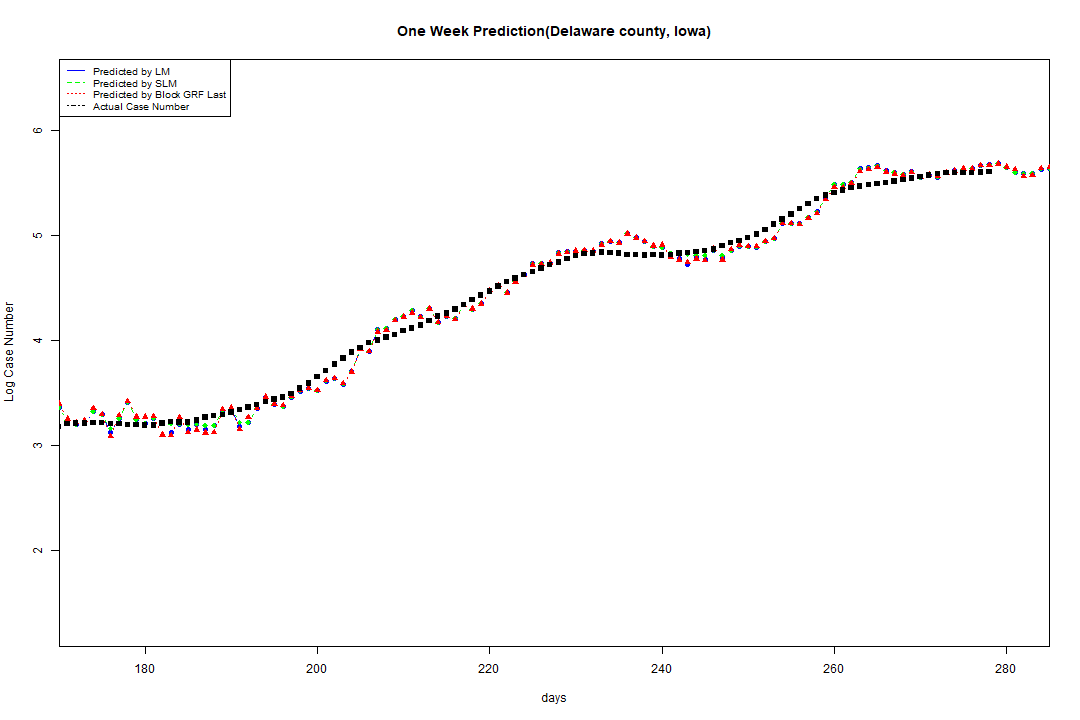 One Week Prediction(Delaware county, Iowa)
Predicted by LM
Predicted by SLM
Predicted by Block GRF Last
Actual Case Number
6
5
4
3
2
Log Case Number
180 200 220 240 260 280
days